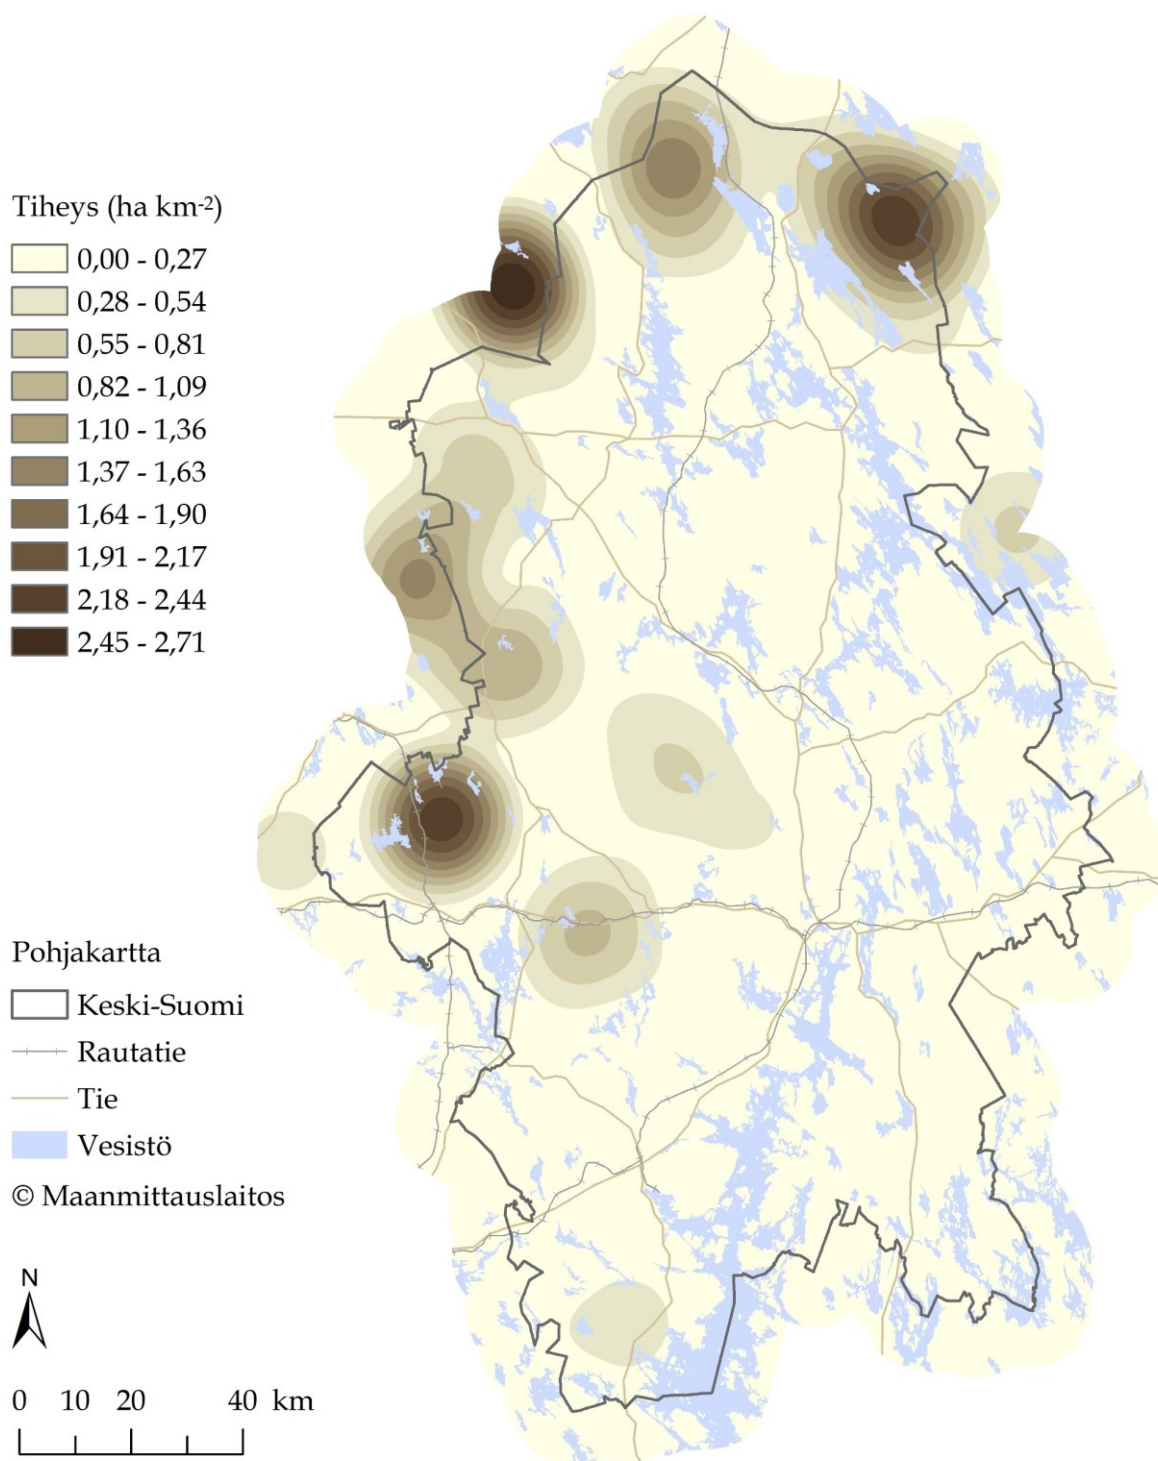 Tiheys (ha km-2)
0,00 - 0,27
0,28 - 0,54
0,55 - 0,81
0,82 - 1,09
1,10 - 1,36
1,37 - 1,63
1,64 - 1,90
1,91 - 2,17
2,18 - 2,44
2,45 - 2,71
Pohjakartta
Keski-Suomi
Rautatie
Tie
Vesistö
© Maanmittauslaitos
N
0 10 20 40 km